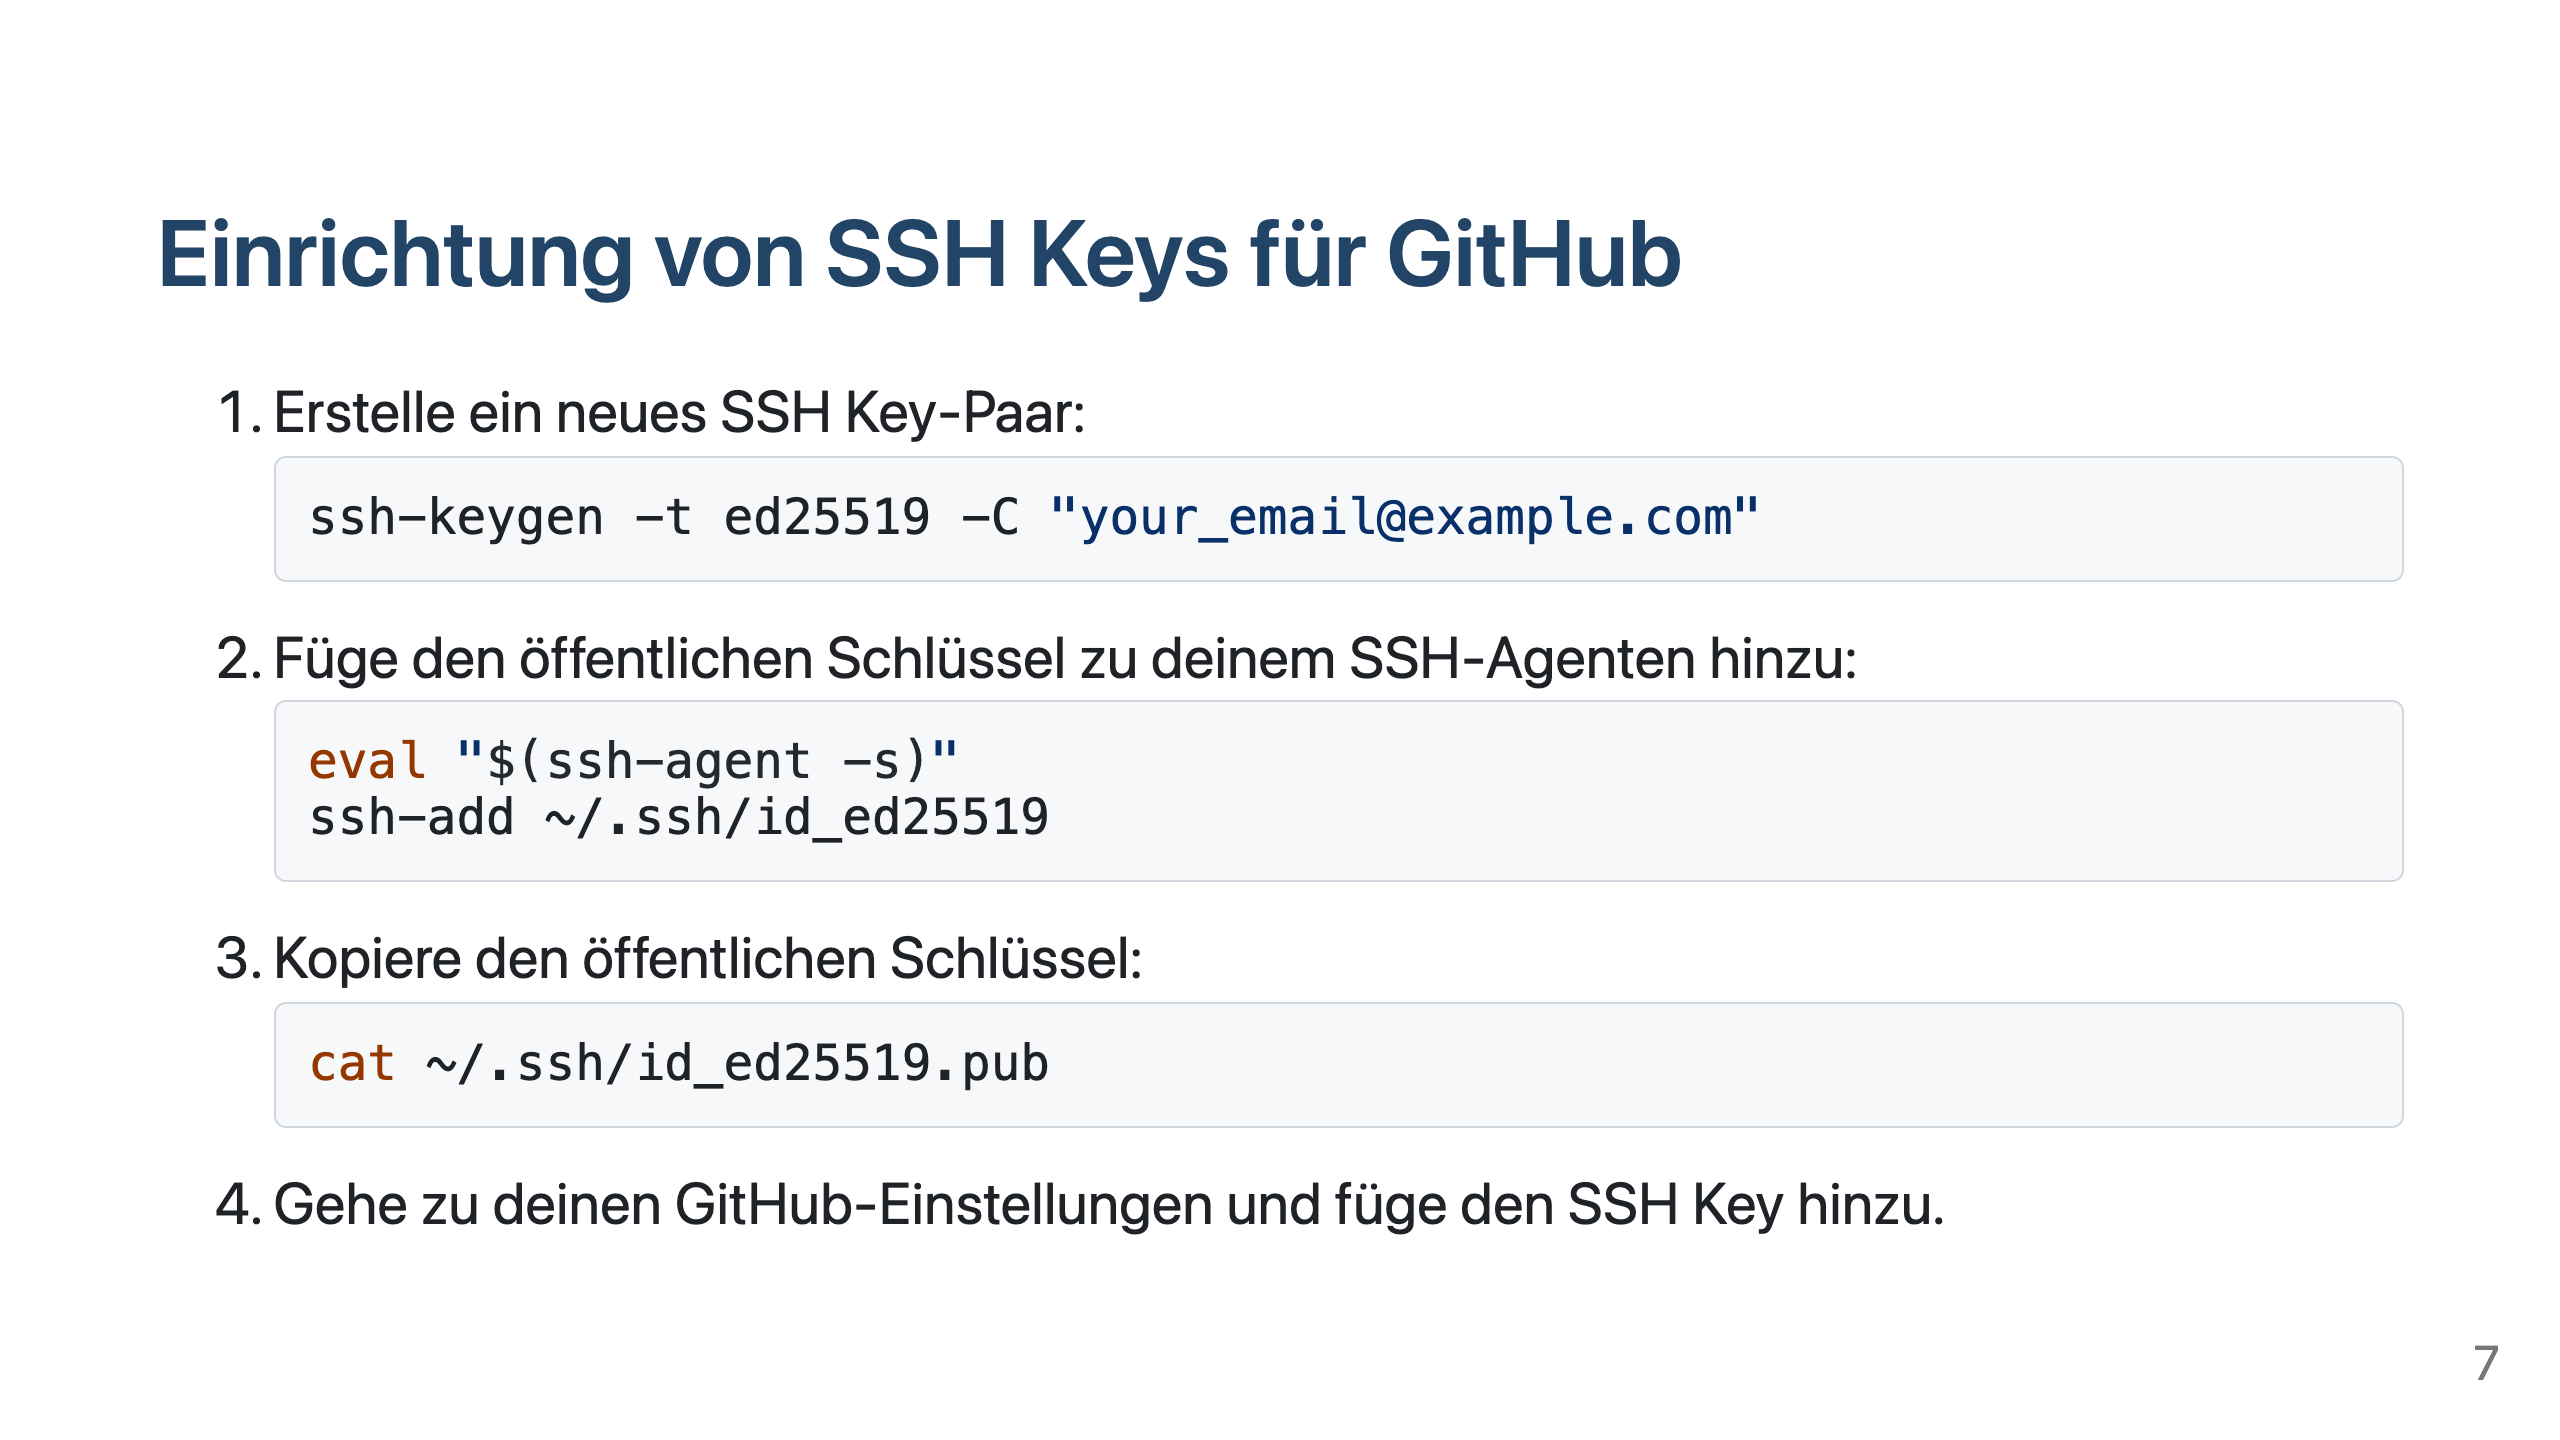 Einrichtung von SSH Keys für GitHub
1. Erstelle ein neues SSH Key-Paar:
ssh-keygen -t ed25519 -C "your_email@example.com"
2. Füge den öffentlichen Schlüssel zu deinem SSH-Agenten hinzu:
eval "$(ssh-agent -s)"
ssh-add ~/.ssh/id_ed25519
3. Kopiere den öffentlichen Schlüssel:
cat ~/.ssh/id_ed25519.pub
4. Gehe zu deinen GitHub-Einstellungen und füge den SSH Key hinzu.
7